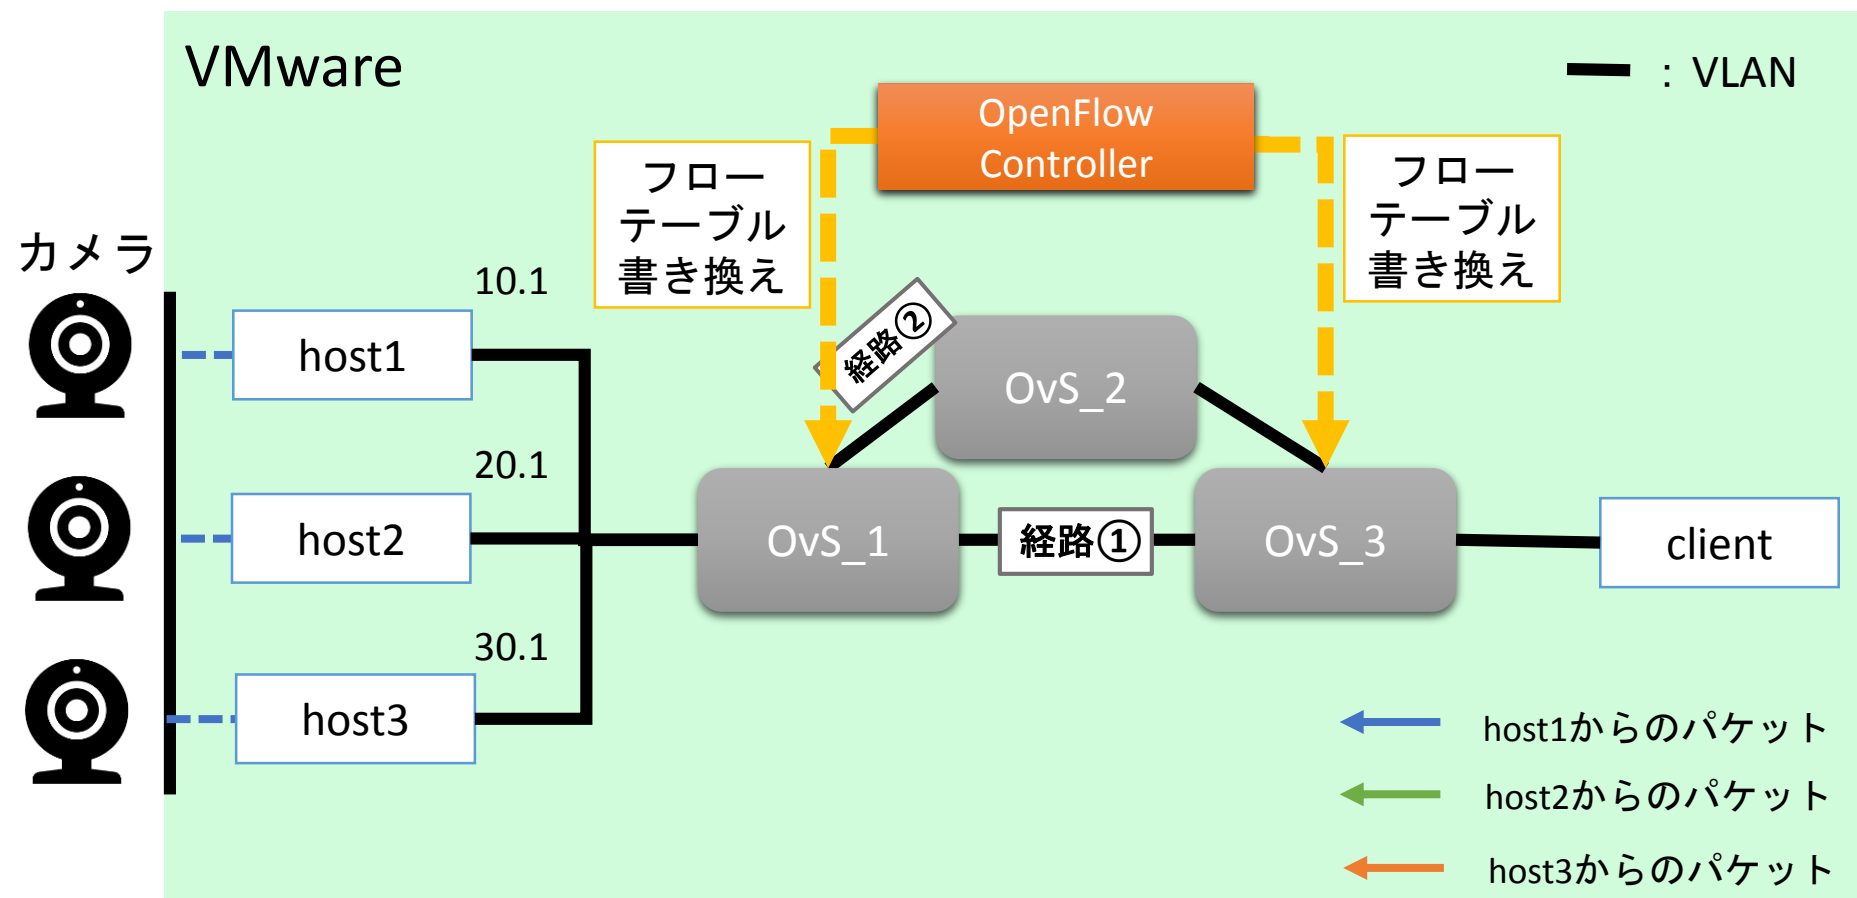 VMware
: VLAN
OpenFlow
Controller
フロー
テーブル
書き換え
フロー
テーブル
書き換え
カメラ
10.1
host1
経路②
OvS_2
20.1
host2
OvS_1
経路①
OvS_3
client
30.1
host3
host1からのパケット
host2からのパケット
host3からのパケット